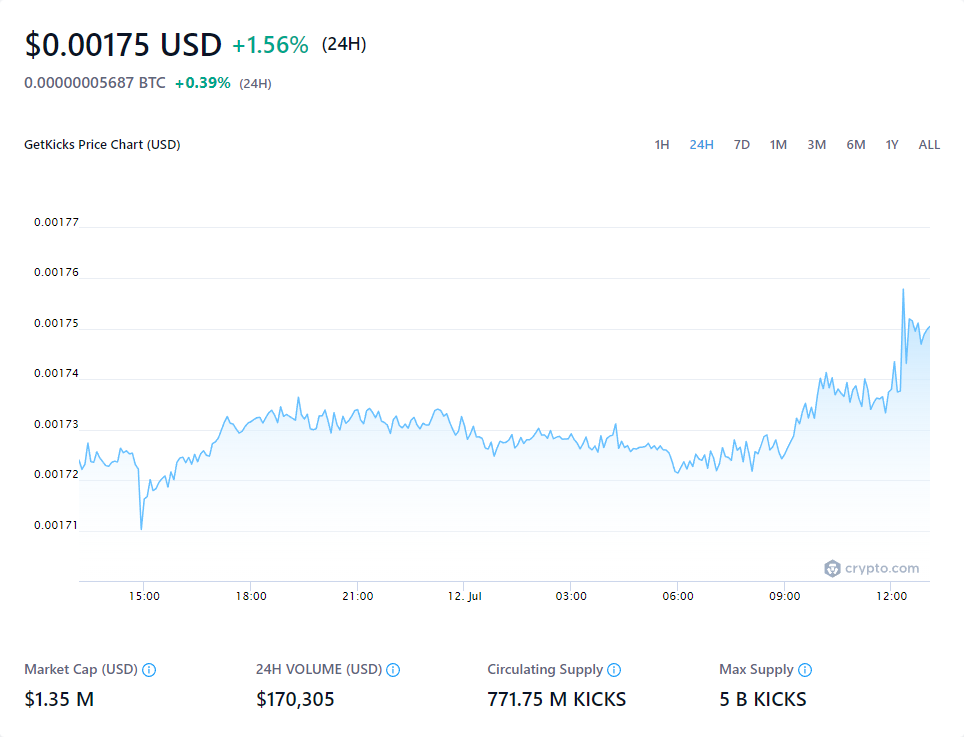 $0.00175 USD +1.56% (24H)
0.00000005687 BTC +0.39% (24H)
GetKicks Price Chart (USD) 1H 24H 7D 1M 3M 6M 1Y ALL
0.00177
0.00176
0.00175
0.00174
0.00173
0.00172
0.00171
crypto.com
15:00 18:00 21:00 12. Jul 03:00 06:00 09:00 12:00
Market Cap (USD) 24H VOLUME (USD) Circulating Supply Max Supply
$1.35 M $170,305 771.75 M KICKS 5 B KICKS